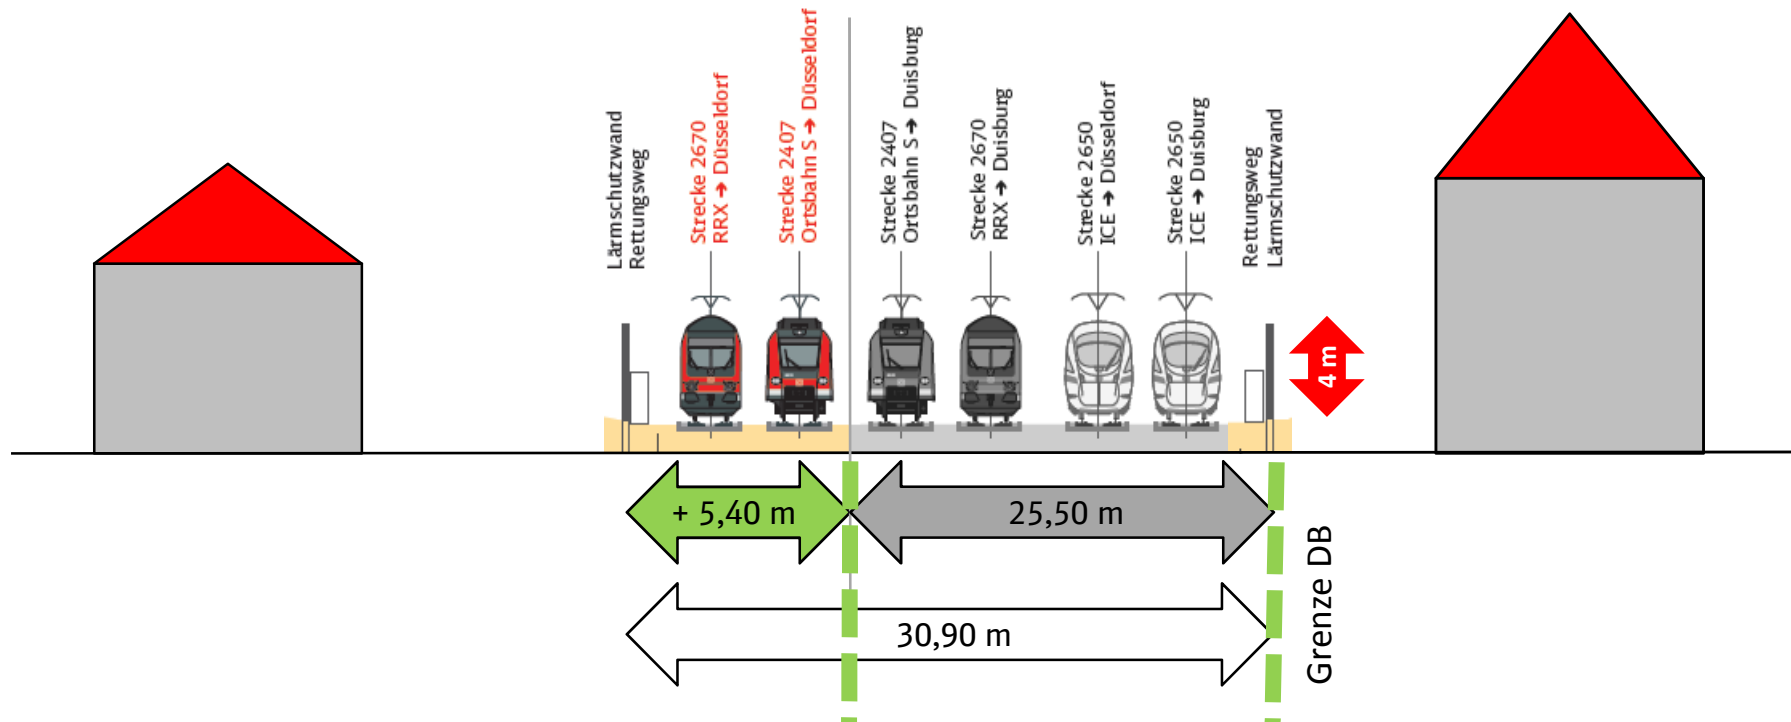 Lärmschutzwand
Rettungsweg
Strecke 2670
RRX → Düsseldorf
Strecke 2407
Ortsbahn S → Düsseldorf
Strecke 2407
Ortsbahn S → Duisburg
Strecke 2670
RRX → Duisburg
Strecke 2650
ICE → Düsseldorf
Strecke 2650
ICE → Duisburg
Rettungsweg
Lärmschutzwand
4 m
+ 5,40 m
25,50 m
30,90 m
Grenze DB